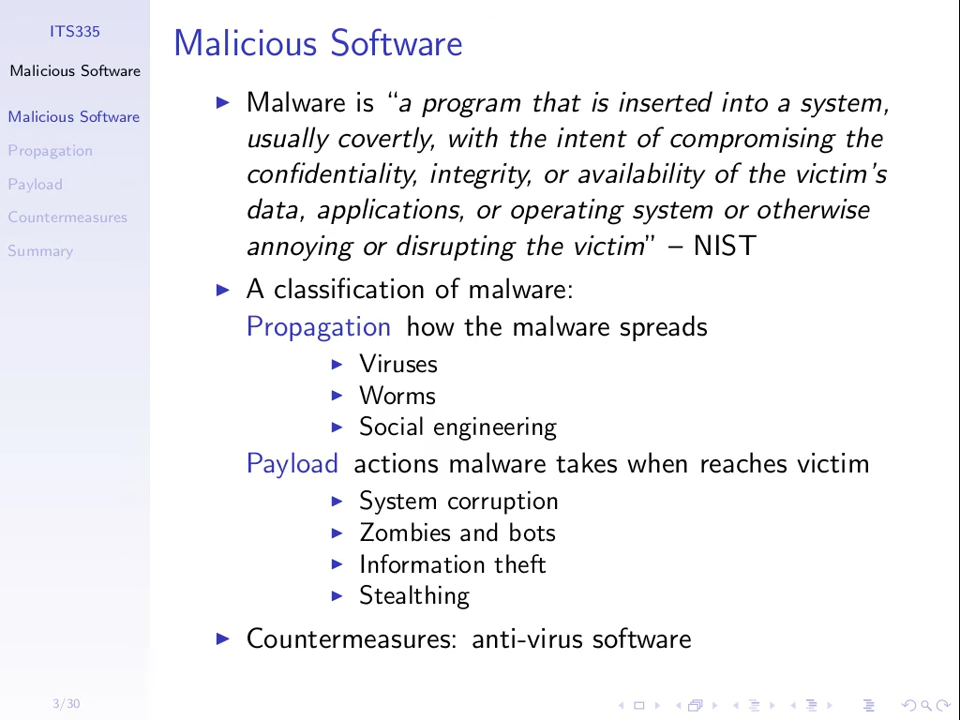 ITS335
Malicious Software
Malicious Software
Propagation
Payload
Countermeasures
Summary
3/30
Malicious Software
Malware is “a program that is inserted into a system,
usually covertly, with the intent of compromising the
confidentiality, integrity, or availability of the victim’s
data, applications, or operating system or otherwise
annoying or disrupting the victim” – NIST
A classification of malware:
Propagation how the malware spreads
Viruses
Worms
Social engineering
Payload actions malware takes when reaches victim
System corruption
Zombies and bots
Information theft
Stealthing
Countermeasures: anti-virus software